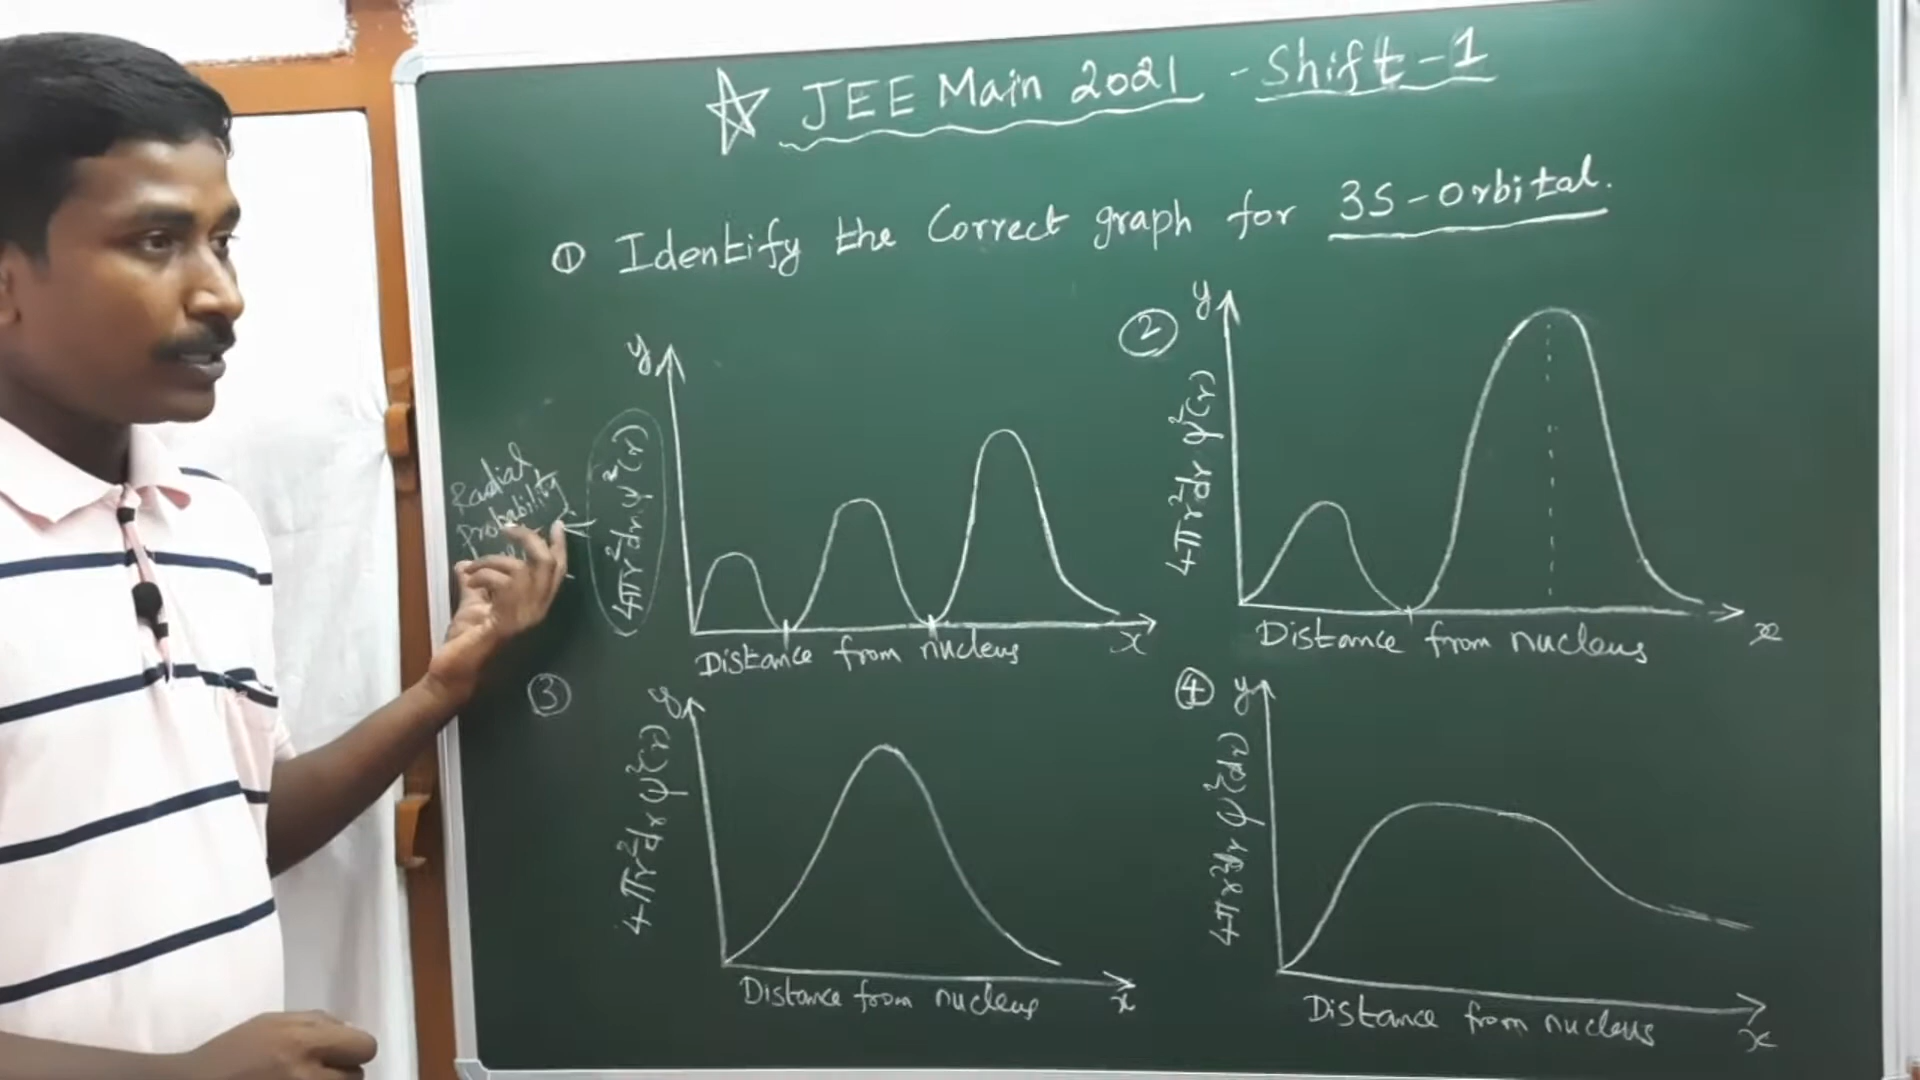 ☆ JEE Main 2021 - Shift-1
① Identify the Correct graph for 3S-Orbital.
y
(4πr²dr.ψ²(r)
Radial
Probability
Distance from nucleus
x
②
y
4πr²dr ψ²(r)
Distance from nucleus
x
③
y
4πr²dr ψ²(r)
Distance from nucleus
x
④
y
4πr²dr ψ²(r)
Distance from nucleus
x